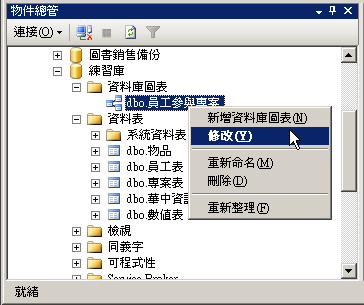 物件總管
連接(O)
圖書銷售備份
練習庫
資料庫圖表
dbo.員工參與專案
新增資料庫圖表(N)
資料表
修改(Y)
系統資料表
dbo.物品
重新命名(M)
dbo.員工表
刪除(D)
dbo.專案表
dbo.華中資
重新整理(F)
dbo.數值表
檢視
同義字
可程式性
Service Broker
就緒